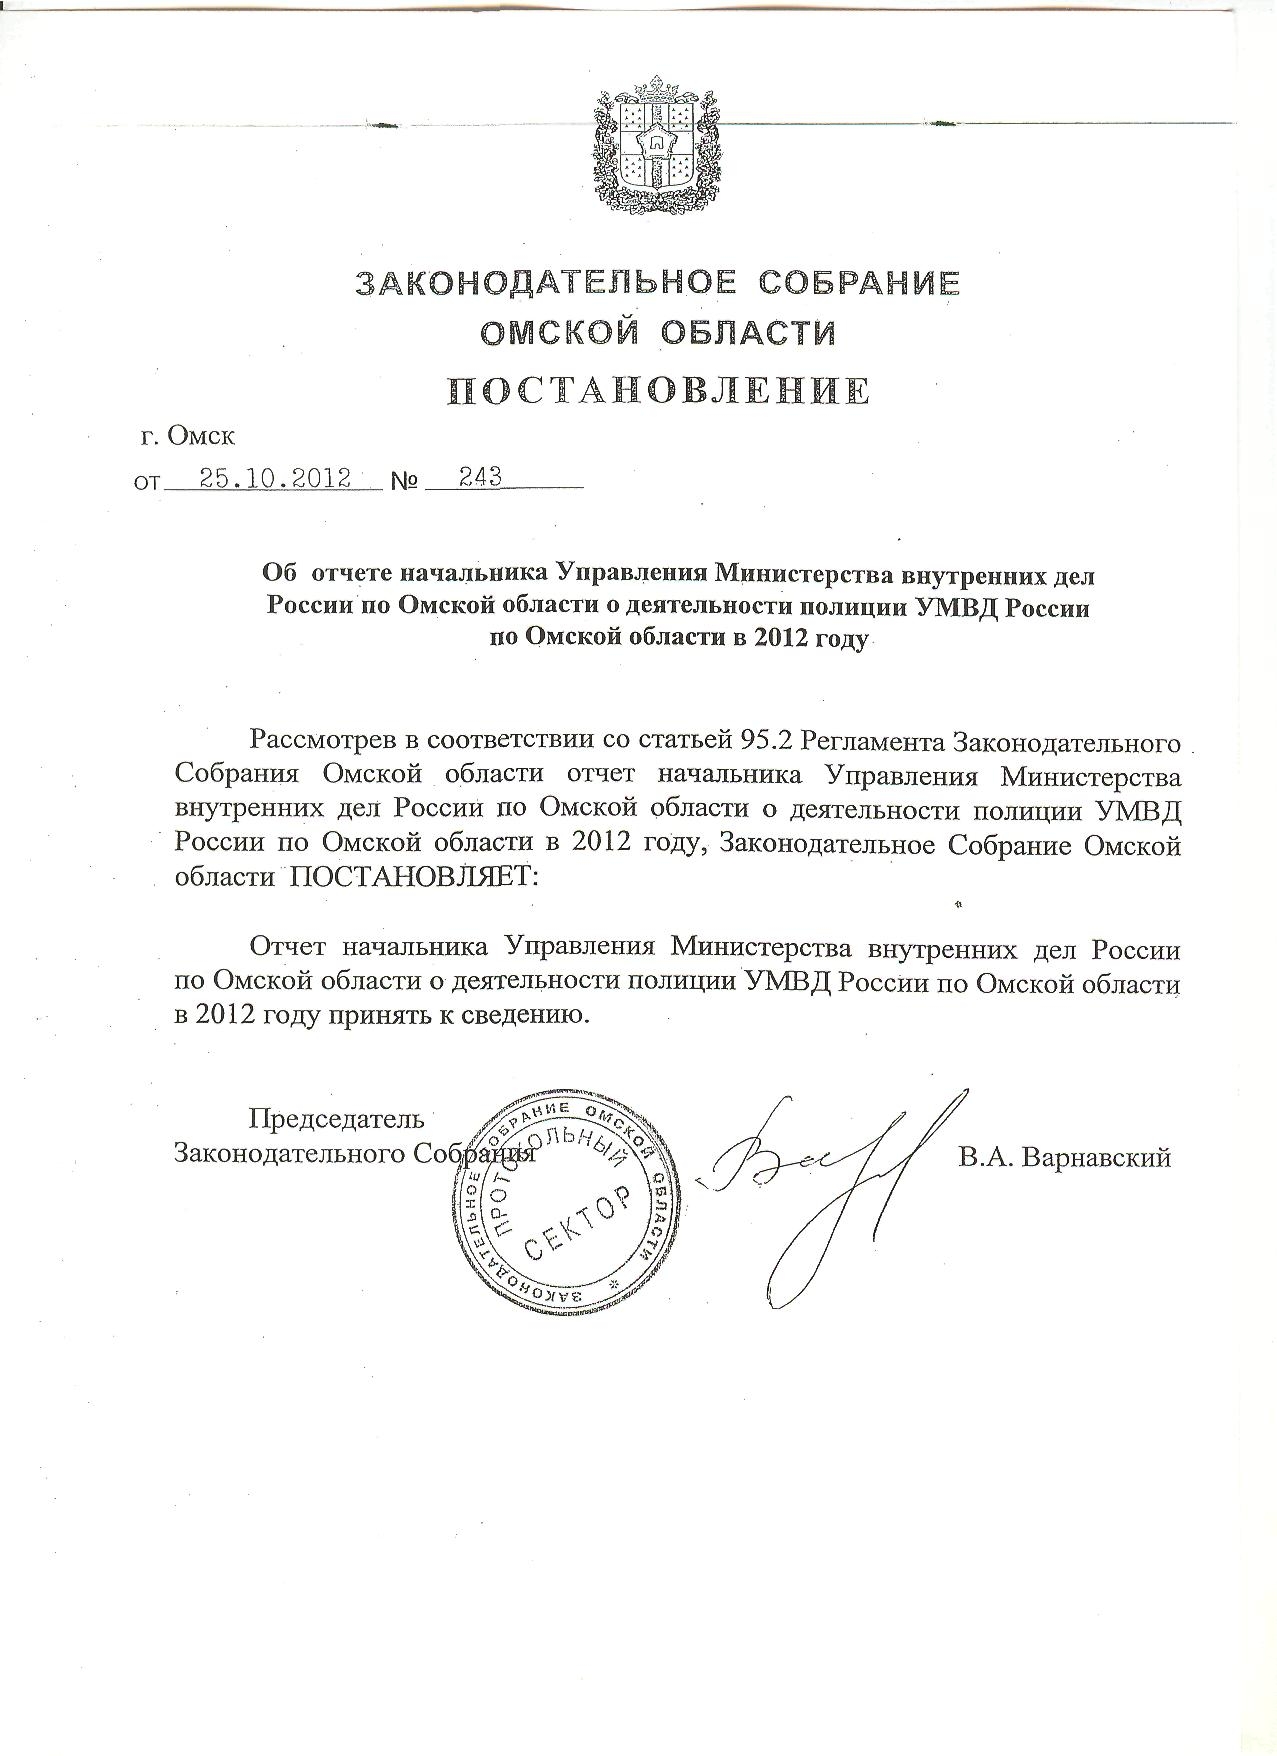 ЗАКОНОДАТЕЛЬНОЕ СОБРАНИЕ
ОМСКОЙ ОБЛАСТИ
ПОСТАНОВЛЕНИЕ
г. Омск
от 25.10.2012 № 243
Об отчете начальника Управления Министерства внутренних дел
России по Омской области о деятельности полиции УМВД России
по Омской области в 2012 году
Рассмотрев в соответствии со статьей 95.2 Регламента Законодательного
Собрания Омской области отчет начальника Управления Министерства
внутренних дел России по Омской области о деятельности полиции УМВД
России по Омской области в 2012 году, Законодательное Собрание Омской
области ПОСТАНОВЛЯЕТ:
Отчет начальника Управления Министерства внутренних дел России
по Омской области о деятельности полиции УМВД России по Омской области
в 2012 году принять к сведению.
Председатель
Законодательного Собрания
В.А. Варнавский
ЗАКОНОДАТЕЛЬНОЕ СОБРАНИЕ ОМСКОЙ ОБЛАСТИ *
ПРОТОКОЛЬНЫЙ
СЕКТОР